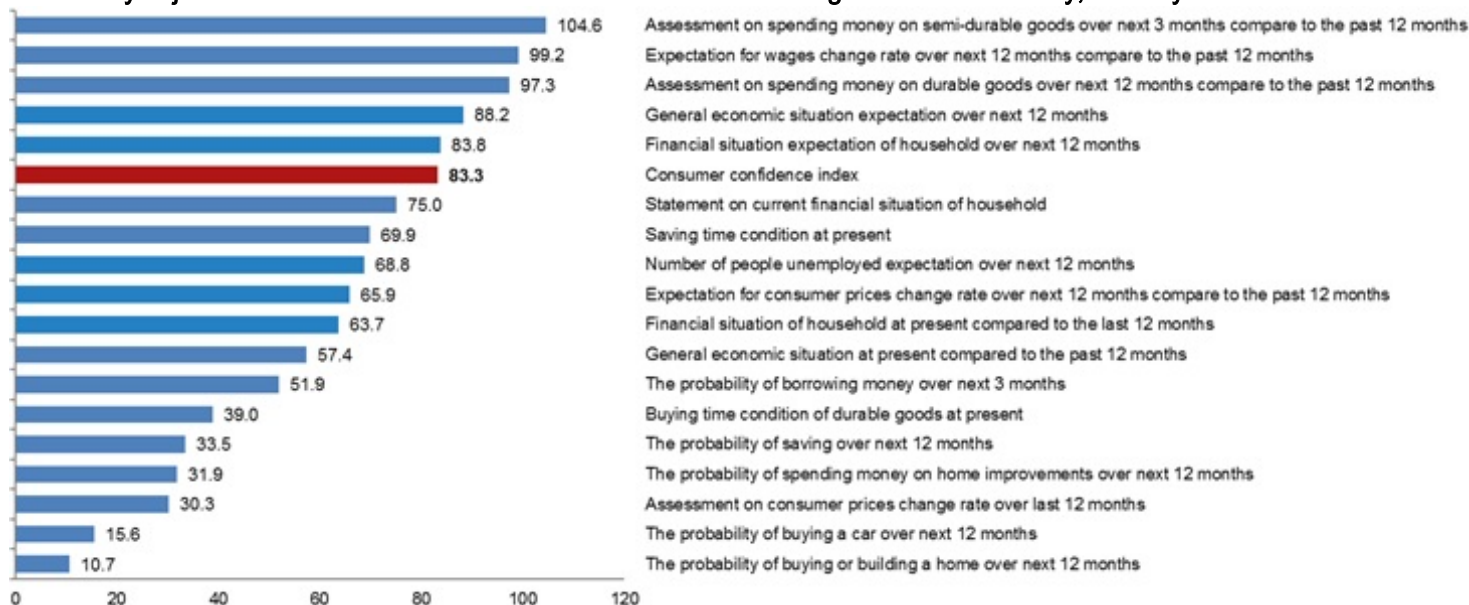 104.6 Assessment on spending money on semi-durable goods over next 3 months compare to the past 12 months
99.2 Expectation for wages change rate over next 12 months compare to the past 12 months
97.3 Assessment on spending money on durable goods over next 12 months compare to the past 12 months
88.2 General economic situation expectation over next 12 months
83.8 Financial situation expectation of household over next 12 months
83.3 Consumer confidence index
75.0 Statement on current financial situation of household
69.9 Saving time condition at present
68.8 Number of people unemployed expectation over next 12 months
65.9 Expectation for consumer prices change rate over next 12 months compare to the past 12 months
63.7 Financial situation of household at present compared to the last 12 months
57.4 General economic situation at present compared to the past 12 months
51.9 The probability of borrowing money over next 3 months
39.0 Buying time condition of durable goods at present
33.5 The probability of saving over next 12 months
31.9 The probability of spending money on home improvements over next 12 months
30.3 Assessment on consumer prices change rate over last 12 months
15.6 The probability of buying a car over next 12 months
10.7 The probability of buying or building a home over next 12 months
0 20 40 60 80 100 120